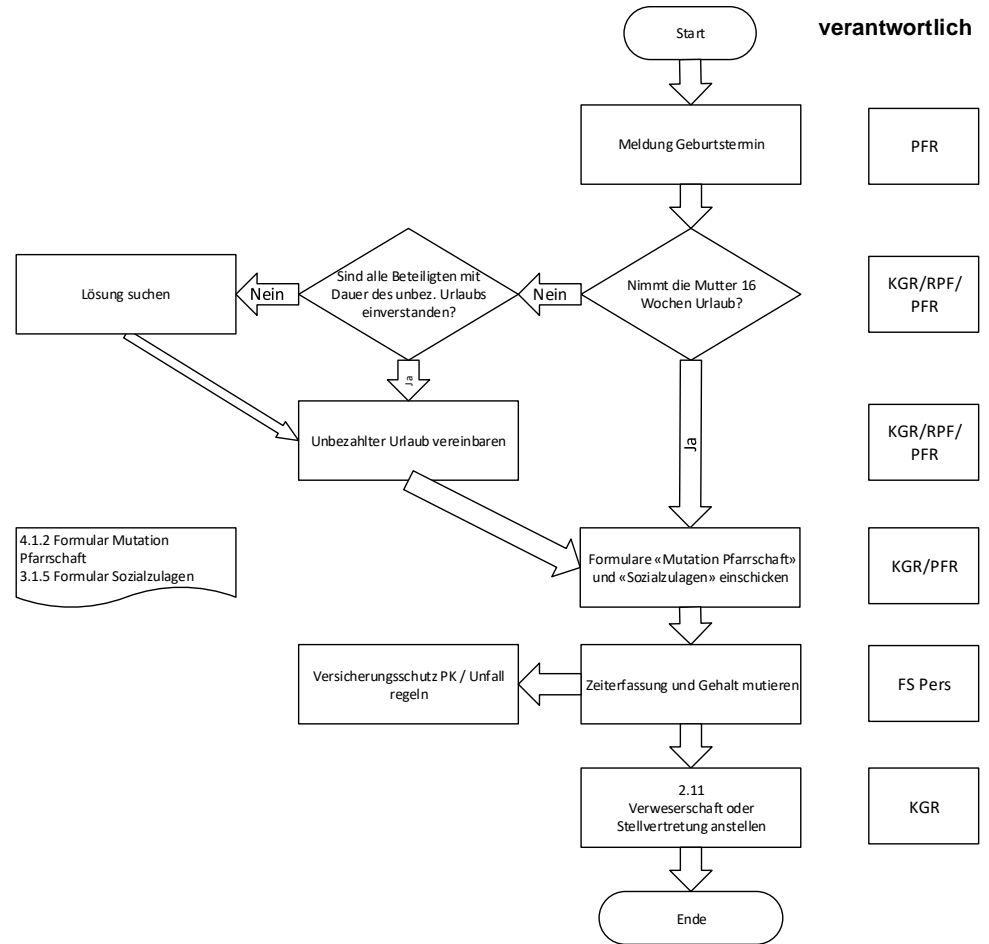 Start
verantwortlich
Meldung Geburtstermin
PFR
Nimmt die Mutter 16
Wochen Urlaub?
KGR/RPF/
PFR
Nein
Sind alle Beteiligten mit
Dauer des unbez. Urlaubs
einverstanden?
Nein
Lösung suchen
Ja
Ja
Unbezahlter Urlaub vereinbaren
KGR/RPF/
PFR
4.1.2 Formular Mutation
Pfarrschaft
3.1.5 Formular Sozialzulagen
Formulare «Mutation Pfarrschaft»
und «Sozialzulagen» einschicken
KGR/PFR
Versicherungsschutz PK / Unfall
regeln
Zeiterfassung und Gehalt mutieren
FS Pers
2.11
Verweserschaft oder
Stellvertretung anstellen
KGR
Ende